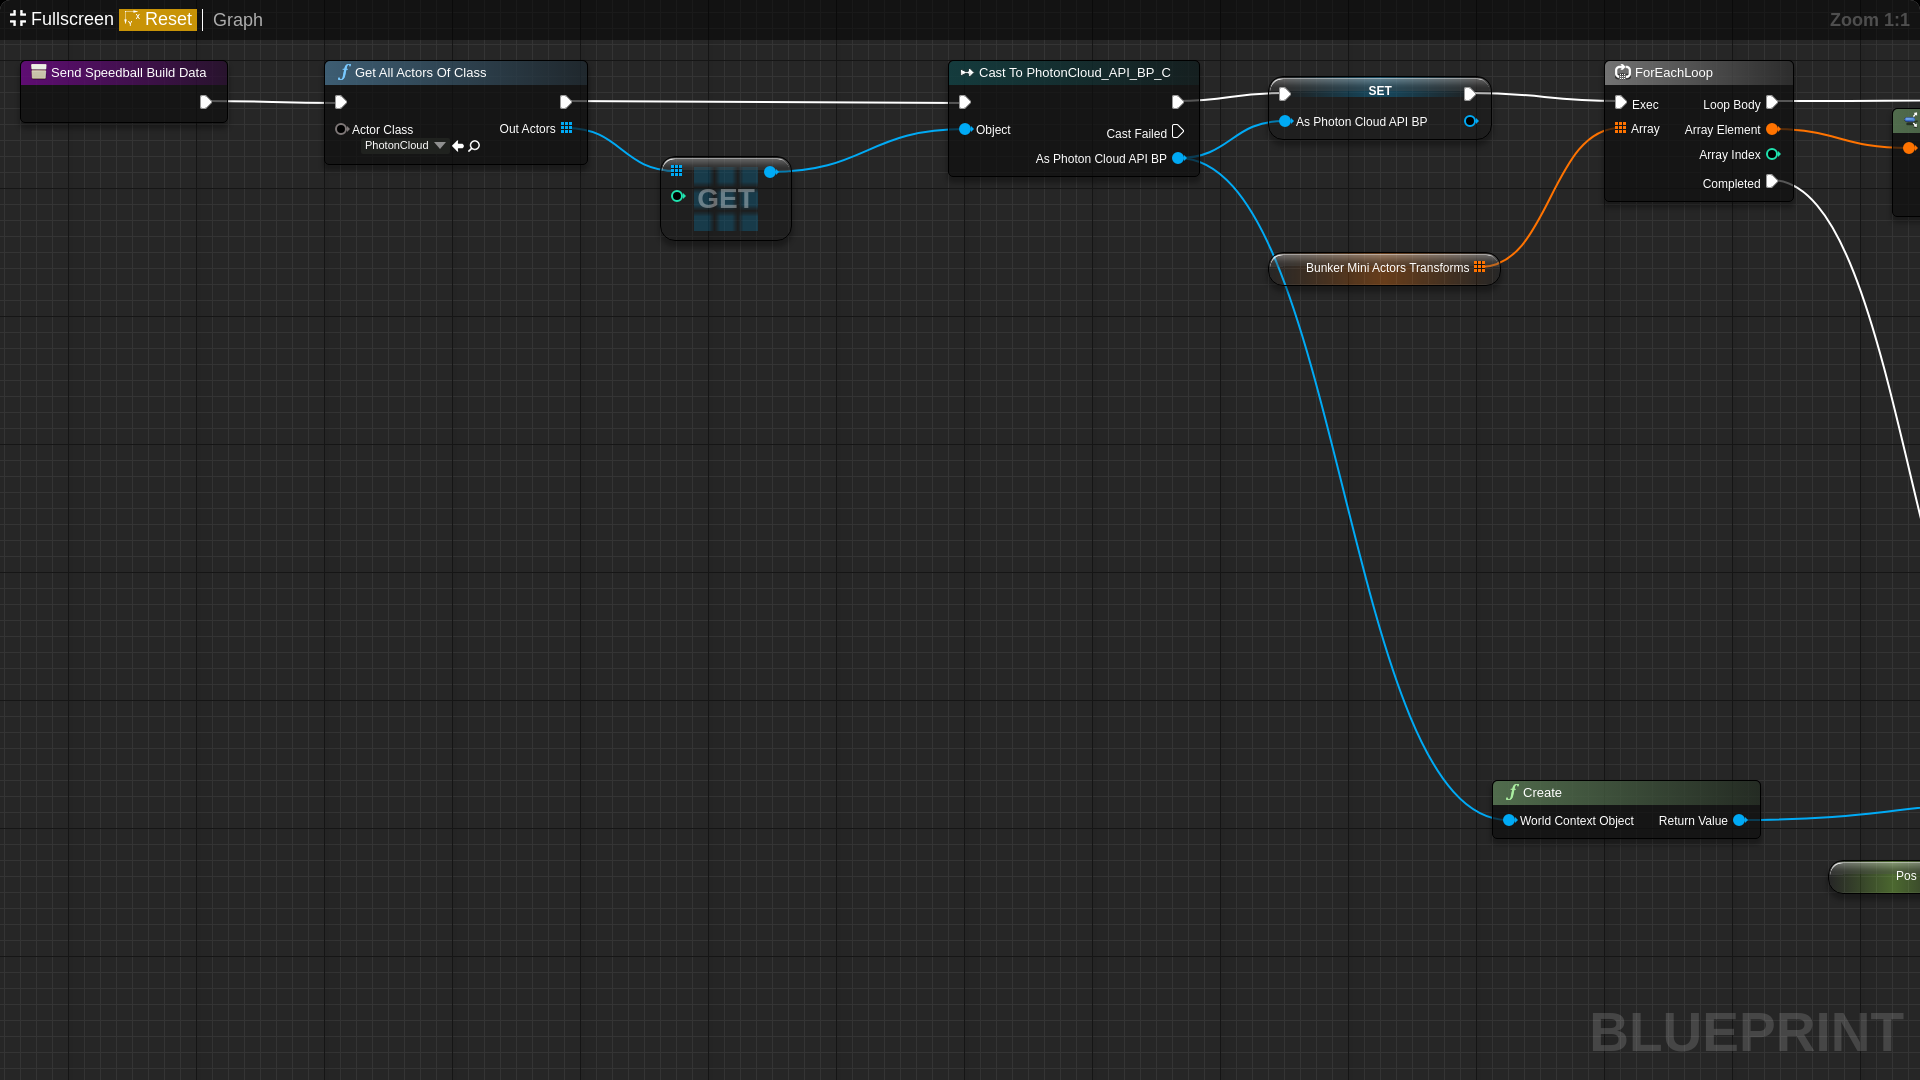 Fullscreen Reset Graph
Zoom 1:1
Send Speedball Build Data
Get All Actors Of Class
Actor Class
PhotonCloud
Out Actors
GET
Cast To PhotonCloud_API_BP_C
Object
Cast Failed
As Photon Cloud API BP
SET
As Photon Cloud API BP
Bunker Mini Actors Transforms
ForEachLoop
Exec
Loop Body
Array
Array Element
Array Index
Completed
Create
World Context Object
Return Value
Pos
BLUEPRINT